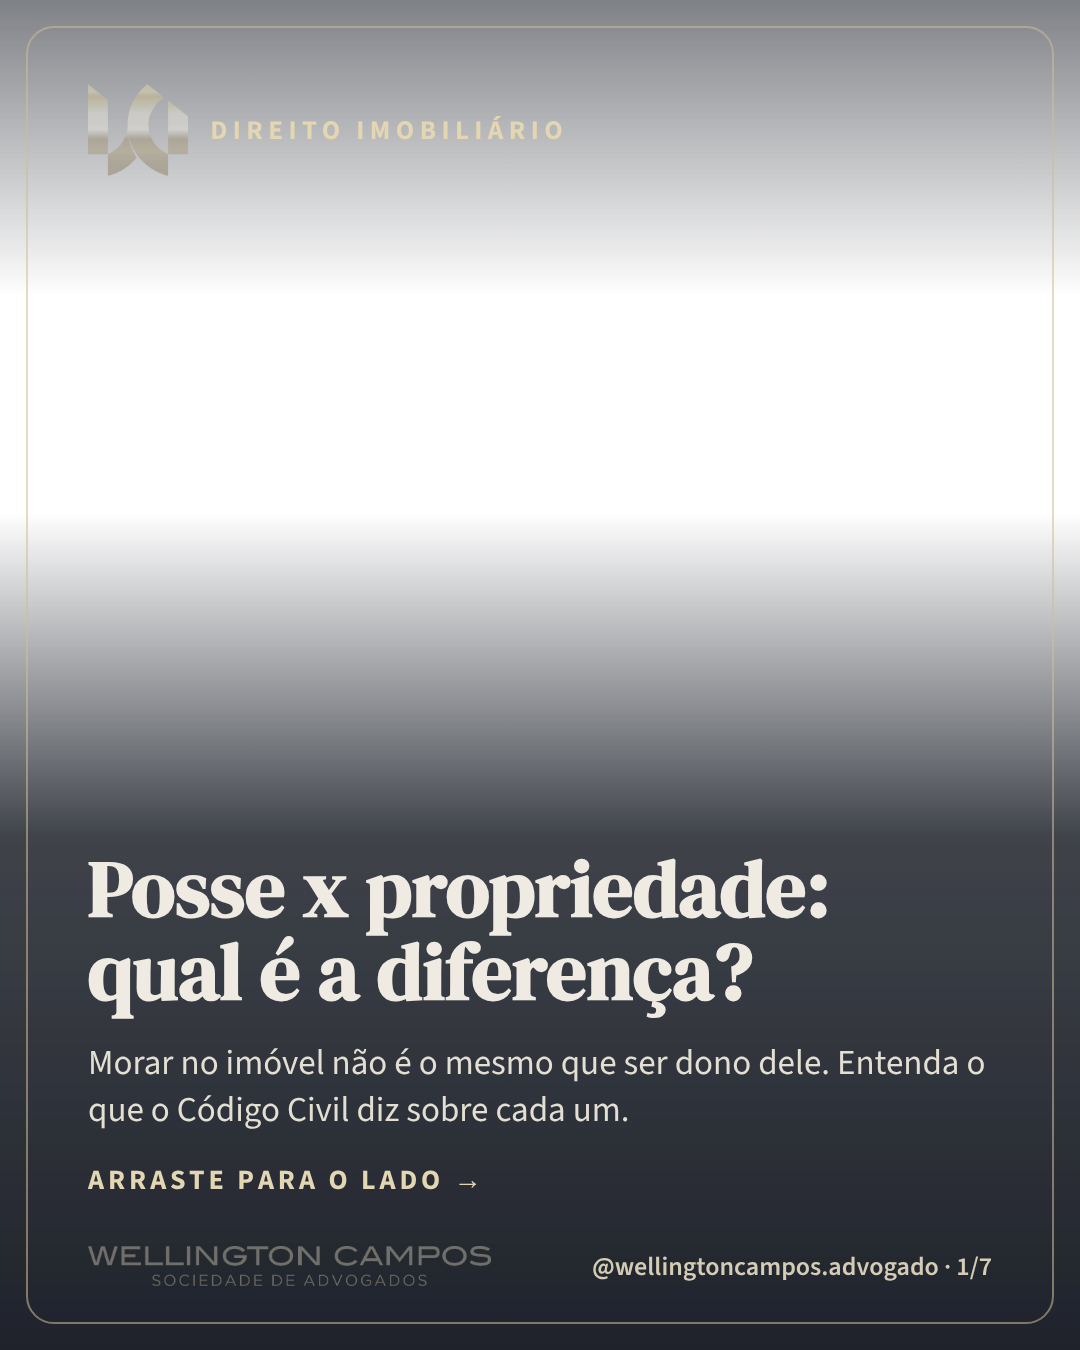 DIREITO IMOBILIÁRIO
Posse x propriedade:
qual é a diferença?
Morar no imóvel não é o mesmo que ser dono dele. Entenda o
que o Código Civil diz sobre cada um.
ARRASTE PARA O LADO →
WELLINGTON CAMPOS
SOCIEDADE DE ADVOGADOS
@wellingtoncampos.advogado · 1/7